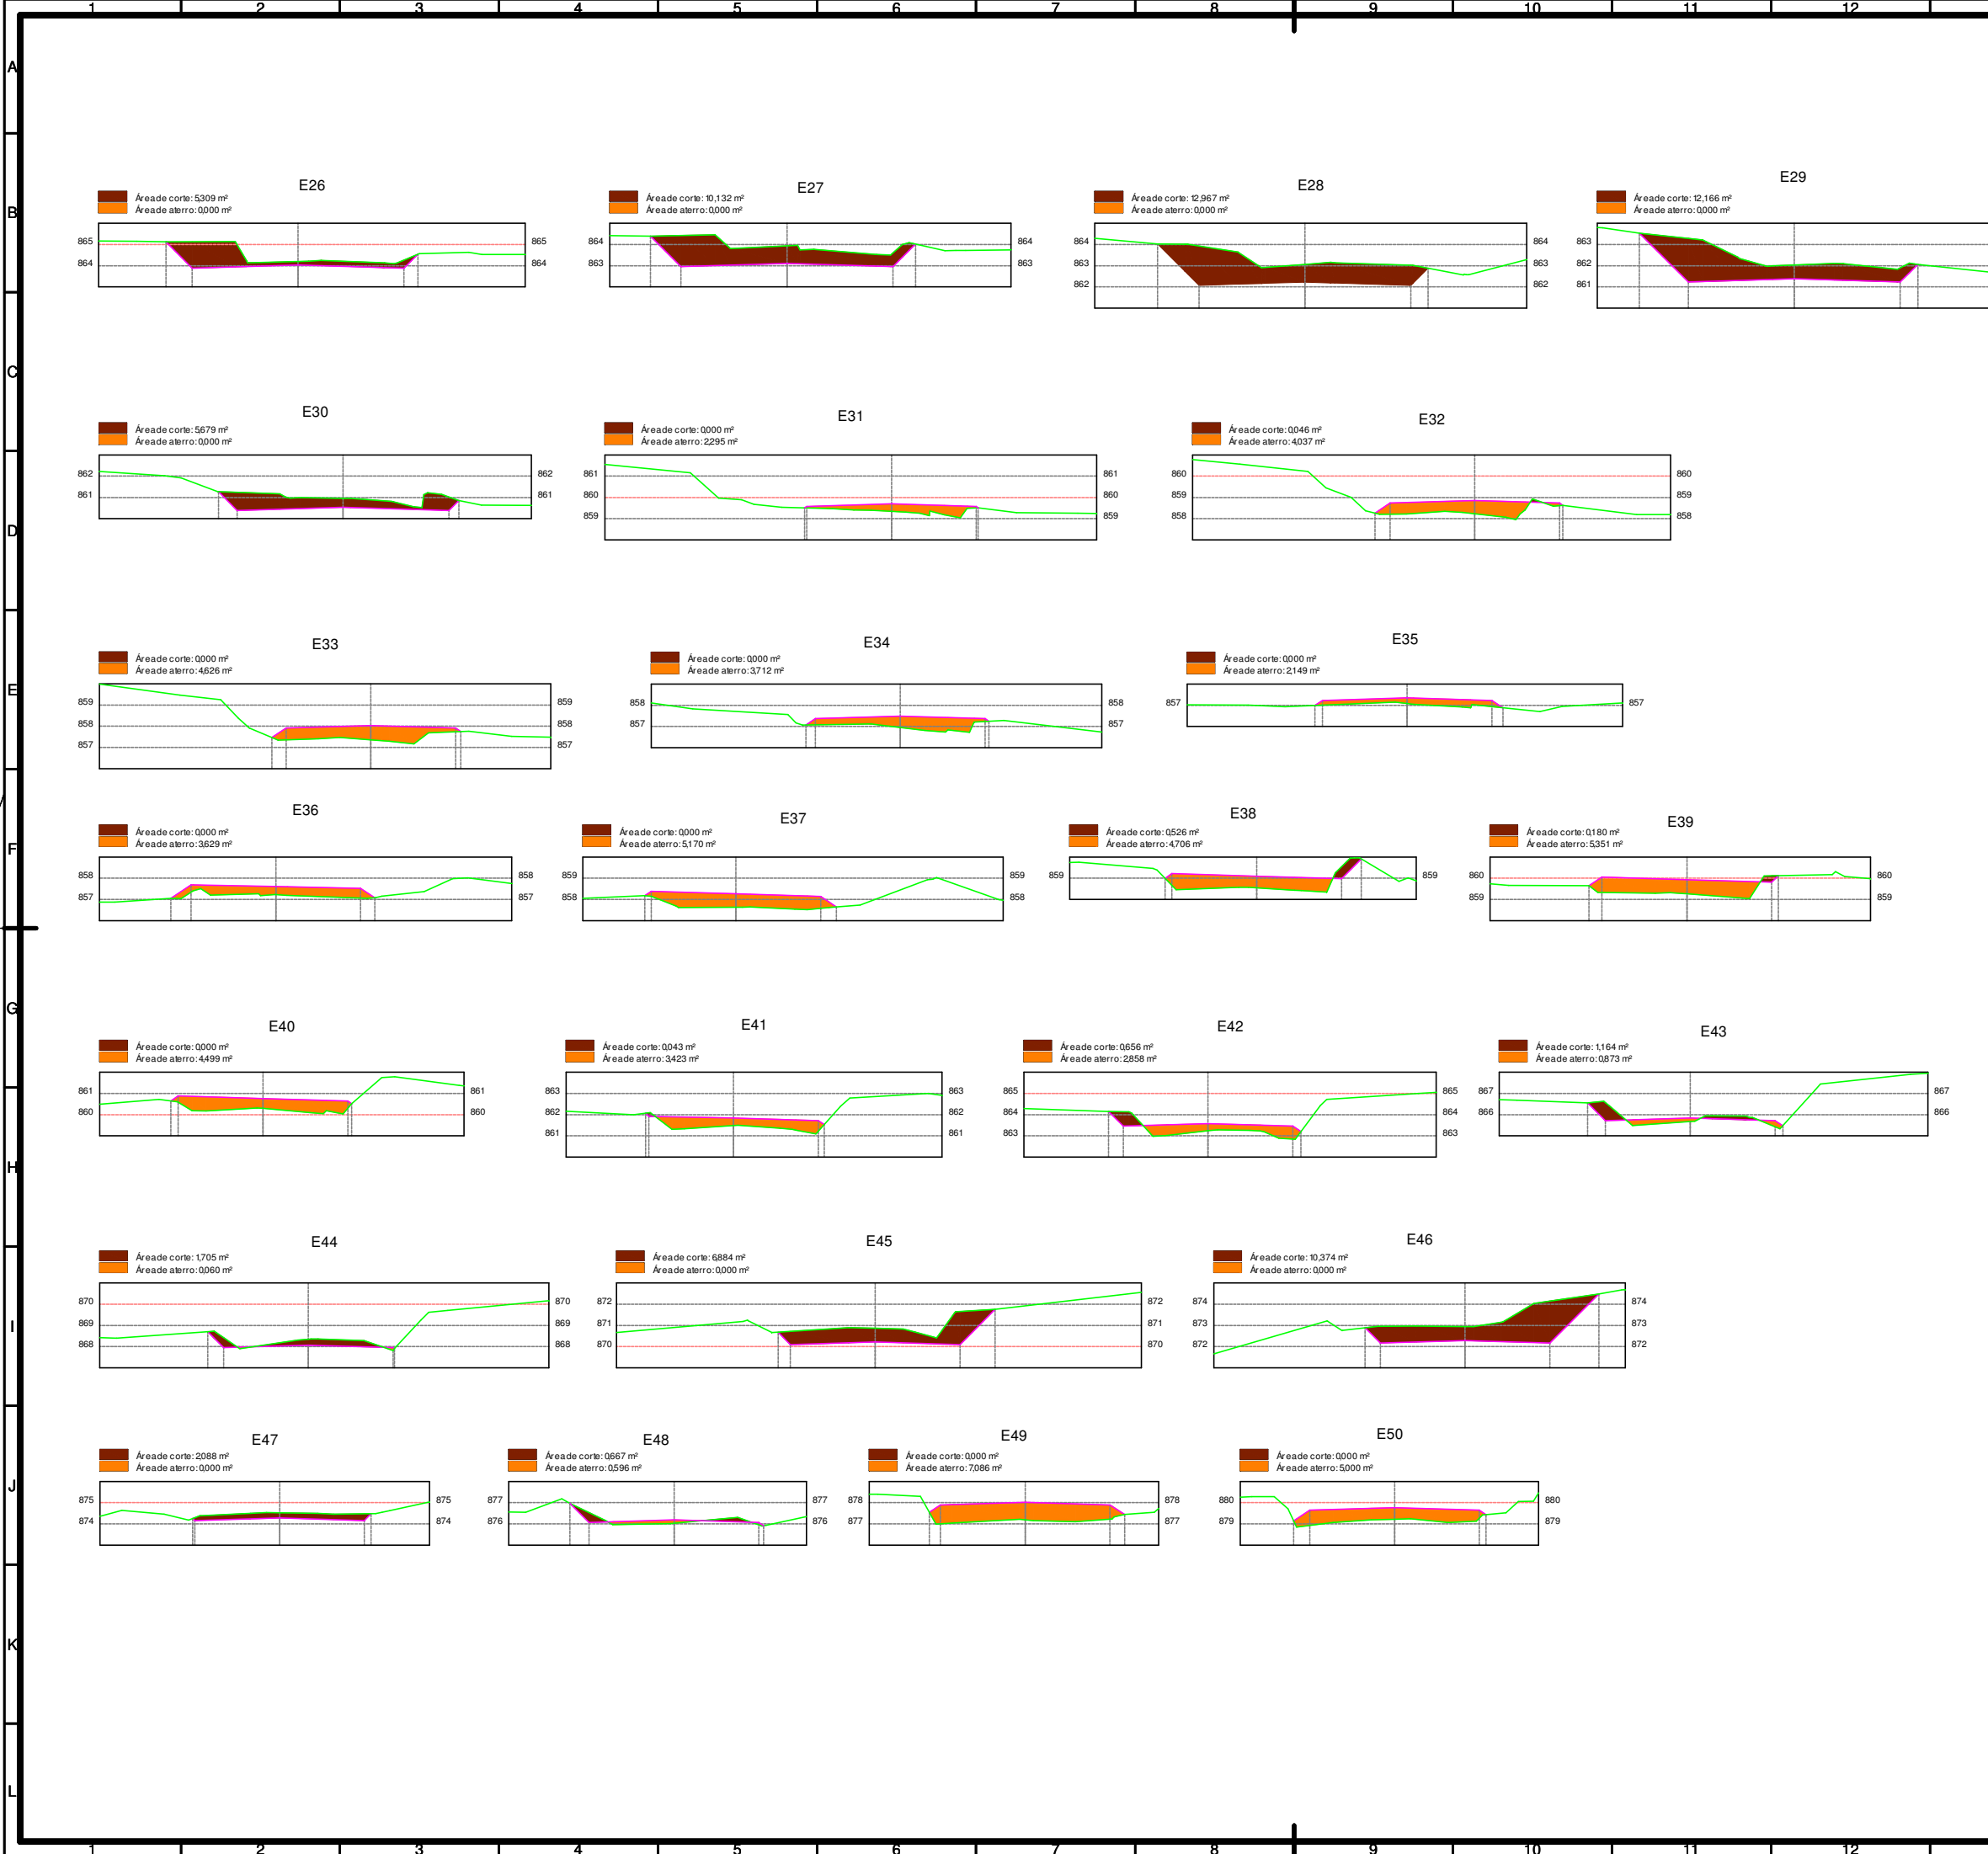 1 2 3 4 5 6 7 8 9 10 11 12
A
B
C
D
E
F
G
H
I
J
K
L
E26
Área de corte: 5,309 m²
Área de aterro: 0,000 m²
865 865
864 864
E27
Área de corte: 10,132 m²
Área de aterro: 0,000 m²
864 864
863 863
E28
Área de corte: 12,967 m²
Área de aterro: 0,000 m²
864 864
863 863
862 862
E29
Área de corte: 12,166 m²
Área de aterro: 0,000 m²
863
862
861
E30
Área de corte: 5,679 m²
Área de aterro: 0,000 m²
862 862
861 861
E31
Área de corte: 0,000 m²
Área de aterro: 2,295 m²
861 861
860 860
859 859
E32
Área de corte: 0,046 m²
Área de aterro: 4,037 m²
860 860
859 859
858 858
E33
Área de corte: 0,000 m²
Área de aterro: 4,626 m²
859 859
858 858
857 857
E34
Área de corte: 0,000 m²
Área de aterro: 3,712 m²
858 858
857 857
E35
Área de corte: 0,000 m²
Área de aterro: 2,149 m²
857 857
E36
Área de corte: 0,000 m²
Área de aterro: 3,629 m²
858 858
857 857
E37
Área de corte: 0,000 m²
Área de aterro: 5,170 m²
859 859
858 858
E38
Área de corte: 0,526 m²
Área de aterro: 4,706 m²
859 859
E39
Área de corte: 0,180 m²
Área de aterro: 5,351 m²
860 860
859 859
E40
Área de corte: 0,000 m²
Área de aterro: 4,499 m²
861 861
860 860
E41
Área de corte: 0,043 m²
Área de aterro: 3,423 m²
863 863
862 862
861 861
E42
Área de corte: 0,656 m²
Área de aterro: 2,858 m²
865 865
864 864
863 863
E43
Área de corte: 1,164 m²
Área de aterro: 0,873 m²
867 867
866 866
E44
Área de corte: 1,705 m²
Área de aterro: 0,060 m²
870 870
869 869
868 868
E45
Área de corte: 6,884 m²
Área de aterro: 0,000 m²
872 872
871 871
870 870
E46
Área de corte: 10,374 m²
Área de aterro: 0,000 m²
874 874
873 873
872 872
E47
Área de corte: 2,088 m²
Área de aterro: 0,000 m²
875 875
874 874
E48
Área de corte: 0,667 m²
Área de aterro: 0,596 m²
877 877
876 876
E49
Área de corte: 0,000 m²
Área de aterro: 7,086 m²
878 878
877 877
E50
Área de corte: 0,000 m²
Área de aterro: 5,000 m²
880 880
879 879
1 2 3 4 5 6 7 8 9 10 11 12